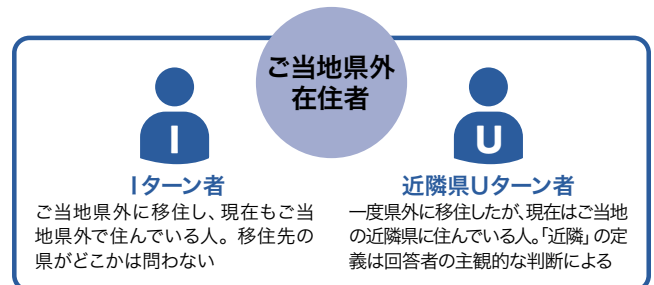 ご当地県外
在住者
I
U
Iターン者
ご当地県外に移住し、現在もご当
地県外で住んでいる人。移住先の
県がどこかは問わない
近隣県Uターン者
一度県外に移住したが、現在はご当地
の近隣県に住んでいる人。「近隣」の定
義は回答者の主観的な判断による